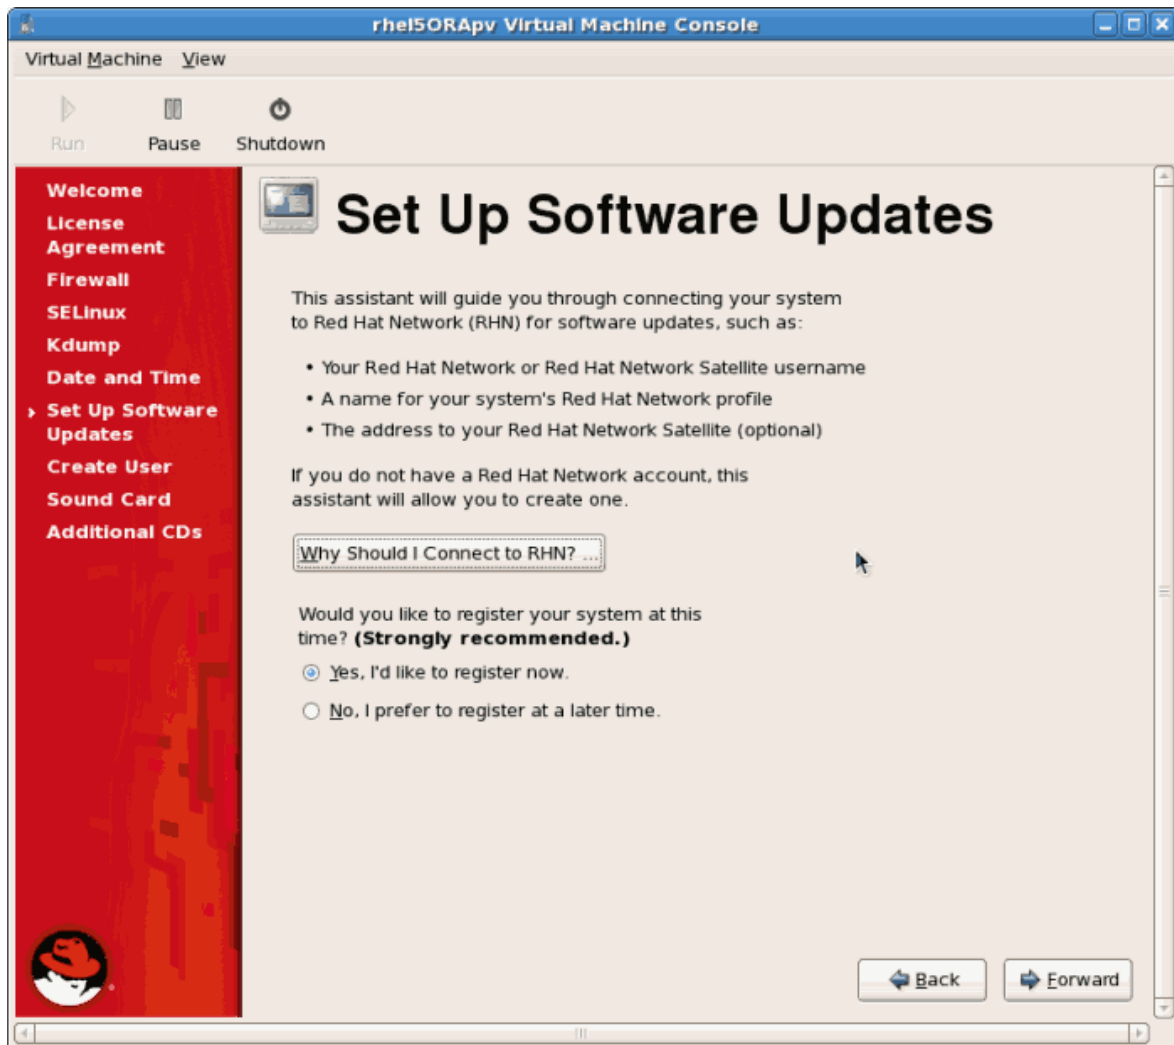 rhel5ORApv Virtual Machine Console
Virtual Machine View
Run Pause Shutdown
Welcome
License
Agreement
Firewall
SELinux
Kdump
Date and Time
Set Up Software
Updates
Create User
Sound Card
Additional CDs
Set Up Software Updates
This assistant will guide you through connecting your system
to Red Hat Network (RHN) for software updates, such as:
• Your Red Hat Network or Red Hat Network Satellite username
• A name for your system's Red Hat Network profile
• The address to your Red Hat Network Satellite (optional)
If you do not have a Red Hat Network account, this
assistant will allow you to create one.
Why Should I Connect to RHN? ...
Would you like to register your system at this
time? (Strongly recommended.)
Yes, I'd like to register now.
No, I prefer to register at a later time.
Back Forward